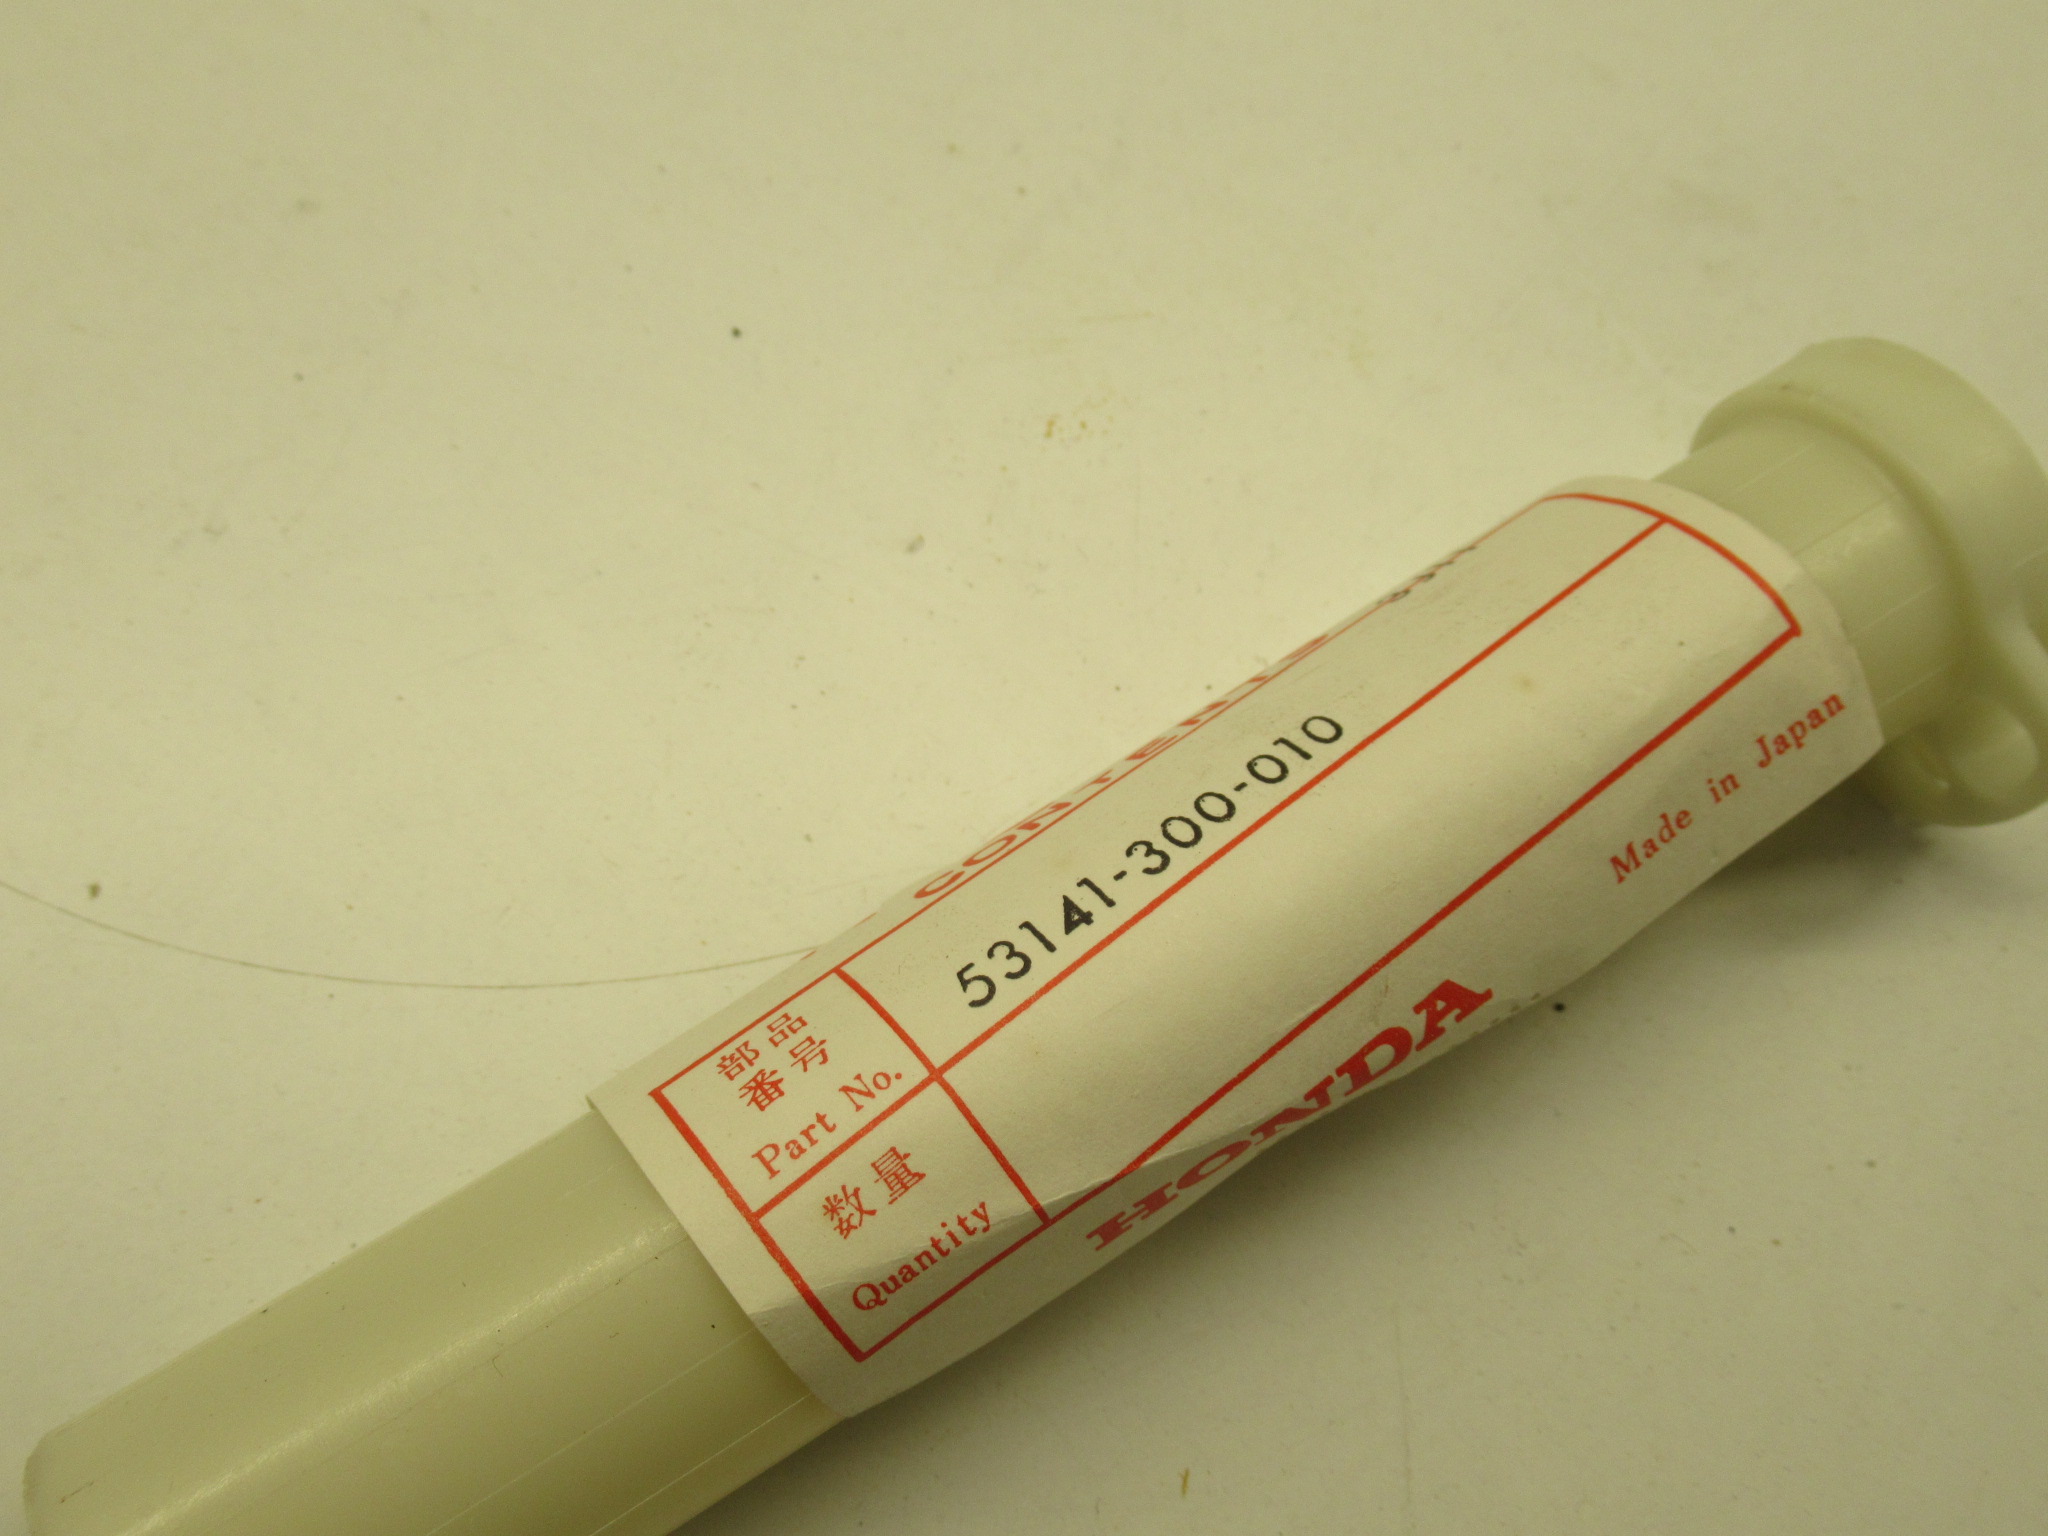 CONTENTS
部品
番号
Part No.
53141-300-010
数量
Quantity
HONDA
Made in Japan